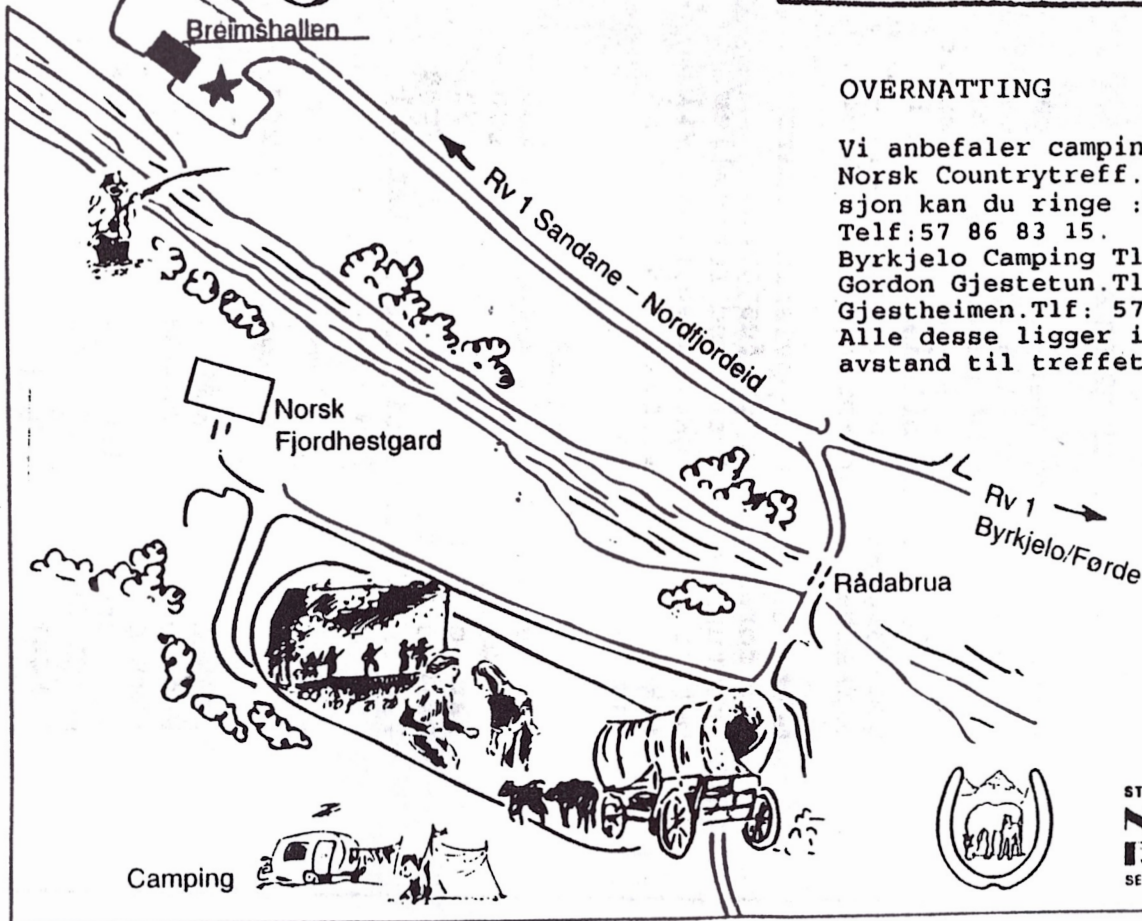 Breimshallen
OVERNATTING
Vi anbefaler campin
Norsk Countrytreff.
sjon kan du ringe :
Telf:57 86 83 15.
Byrkjelo Camping Tl
Gordon Gjestetun.Tl
Gjestheimen.Tlf: 57
Alle desse ligger i
avstand til treffet
Rv 1 Sandane – Nordfjordeid
Norsk
Fjordhestgard
Rv 1
Byrkjelo/Førde
Rådabrua
Camping
ST
SE